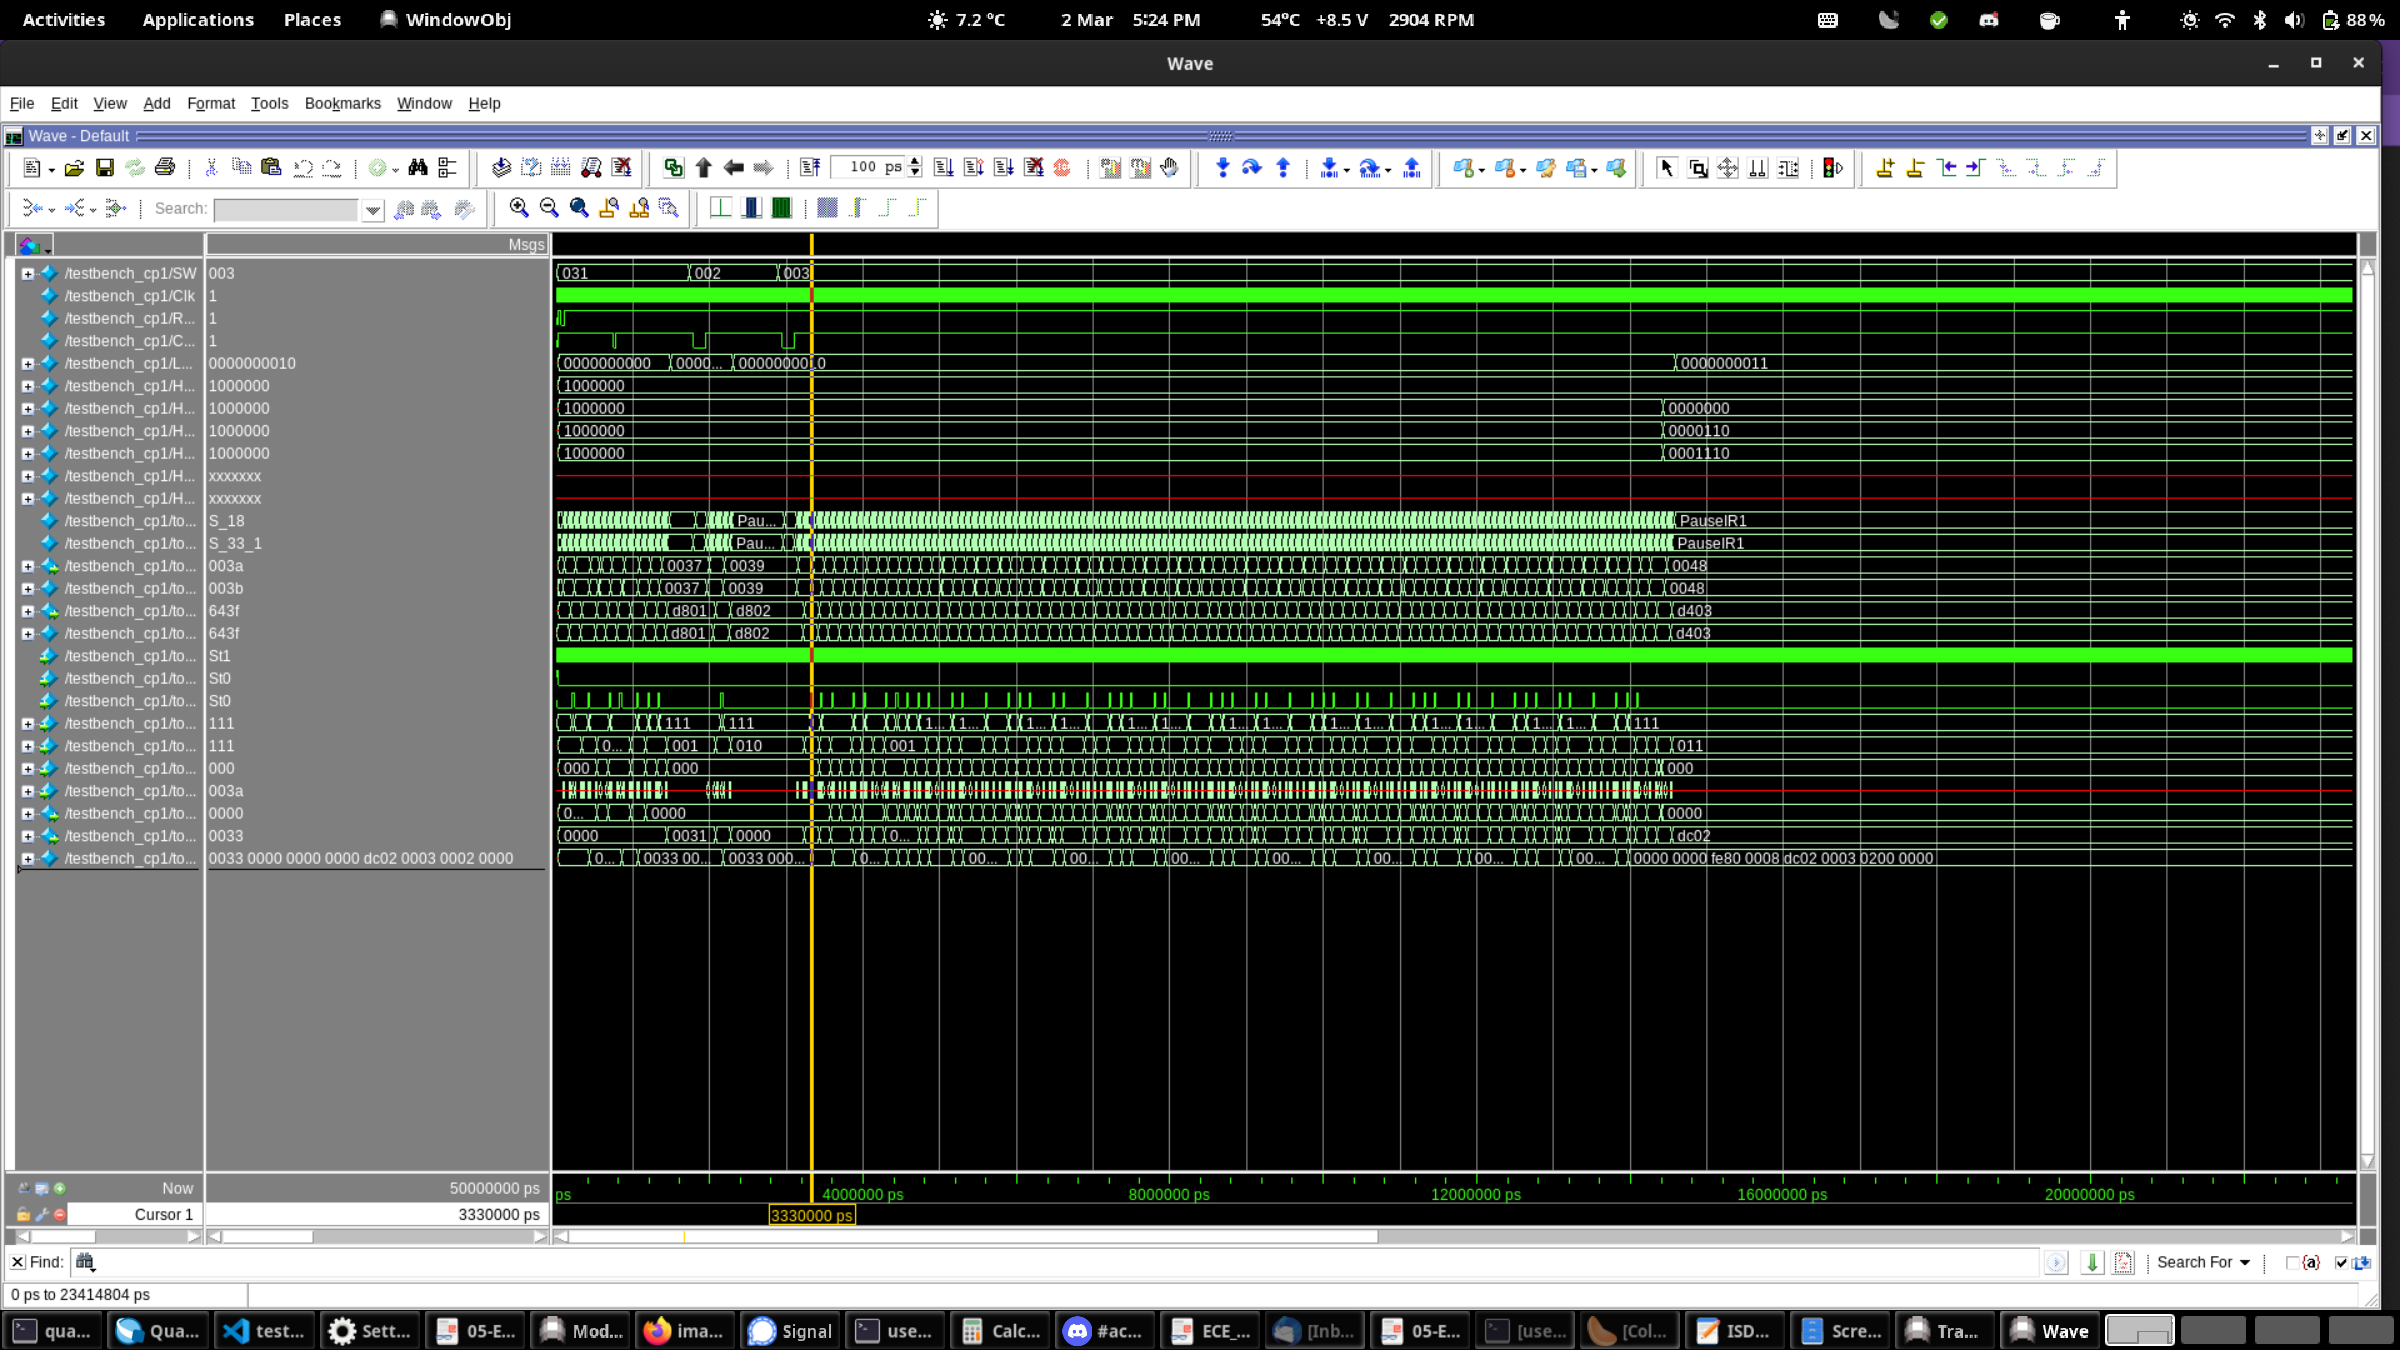 Activities Applications Places WindowObj 7.2 °C 2 Mar 5:24 PM 54°C +8.5 V 2904 RPM 88%
Wave
File Edit View Add Format Tools Bookmarks Window Help
Wave - Default
100 ps
Search:
Msgs
/testbench_cp1/SW 003 031 002 003
/testbench_cp1/Clk 1
/testbench_cp1/R... 1
/testbench_cp1/C... 1
/testbench_cp1/L... 0000000010 0000000000 0000... 0000000010 0000000011
/testbench_cp1/H... 1000000 1000000
/testbench_cp1/H... 1000000 1000000 0000000
/testbench_cp1/H... 1000000 1000000 0000110
/testbench_cp1/H... 1000000 1000000 0001110
/testbench_cp1/H... xxxxxxx
/testbench_cp1/H... xxxxxxx
/testbench_cp1/to... S_18 Pau... PauseIR1
/testbench_cp1/to... S_33_1 Pau... PauseIR1
/testbench_cp1/to... 003a 0037 0039 0048
/testbench_cp1/to... 003b 0037 0039 0048
/testbench_cp1/to... 643f d801 d802 d403
/testbench_cp1/to... 643f d801 d802 d403
/testbench_cp1/to... St1
/testbench_cp1/to... St0
/testbench_cp1/to... St0
/testbench_cp1/to... 111 111 111 1... 1... 1... 1... 1... 1... 1... 1... 1... 1... 1... 1... 1... 1... 111
/testbench_cp1/to... 111 0... 001 010 001 011
/testbench_cp1/to... 000 000 000 000
/testbench_cp1/to... 003a
/testbench_cp1/to... 0000 0... 0000 0000
/testbench_cp1/to... 0033 0000 0031 0000 0... dc02
/testbench_cp1/to... 0033 0000 0000 0000 dc02 0003 0002 0000 0... 0033 00... 0033 000... 0... 00... 00... 00... 00... 00... 00... 00... 0000 0000 fe80 0008 dc02 0003 0200 0000
Now 50000000 ps ps 4000000 ps 8000000 ps 12000000 ps 16000000 ps 20000000 ps
Cursor 1 3330000 ps 3330000 ps
Find: Search For {a}
0 ps to 23414804 ps
qua... Qua... test... Sett... 05-E... Mod... ima... Signal use... Calc... #ac... ECE_... [Inb... 05-E... [use... [Col... ISD... Scre... Tra... Wave